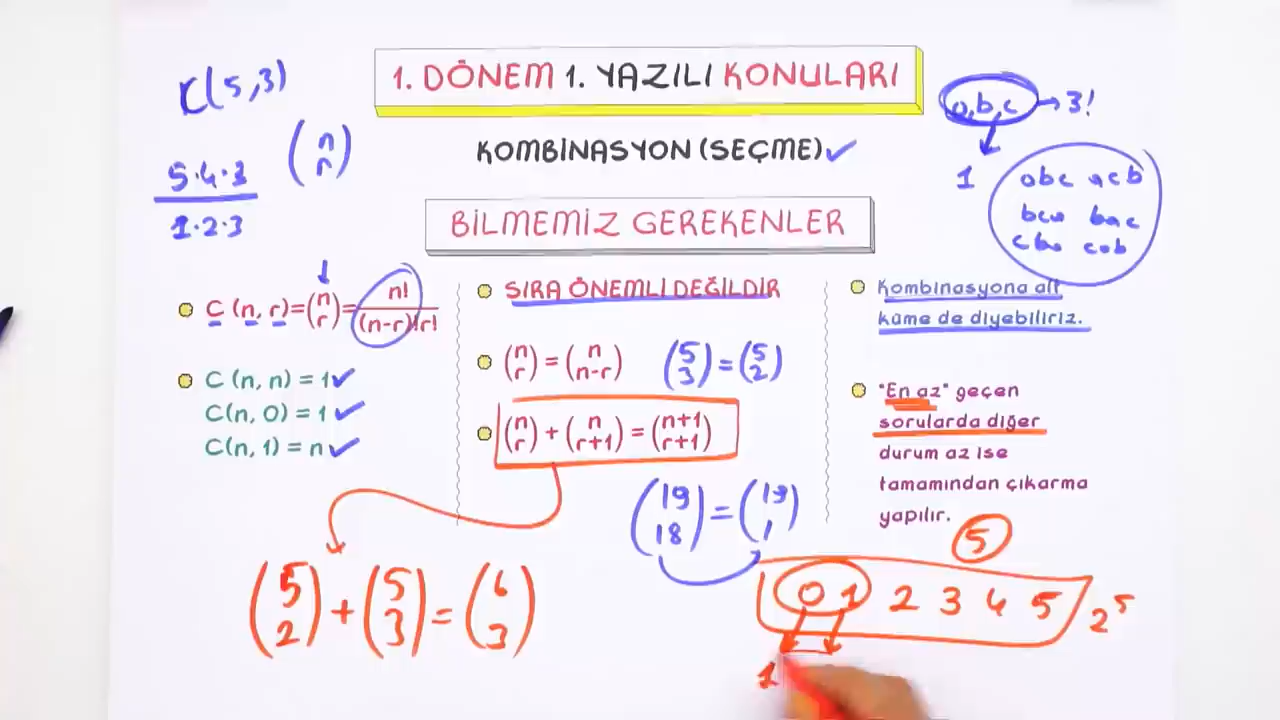 1. DÖNEM 1. YAZILI KONULARI
KOMBİNASYON (SEÇME)
BİLMEMİZ GEREKENLER
C(5,3)
(n r)
5·4·3
1·2·3
a,b,c → 3!
1
abc acb
bca bac
cba cab
C (n, r) = (n r) = n! / (n-r)!r!
C (n, n) = 1
C(n, 0) = 1
C(n, 1) = n
SIRA ÖNEMLİ DEĞİLDİR
(n r) = (n n-r)
(5 3) = (5 2)
(n r) + (n r+1) = (n+1 r+1)
(19 18) = (19 1)
(5 2) + (5 3) = (6 3)
Kombinasyona alt
küme de diyebiliriz.
"En az" geçen
sorularda diğer
durum az ise
tamamından çıkarma
yapılır.
5
0 1 2 3 4 5
2⁵
1